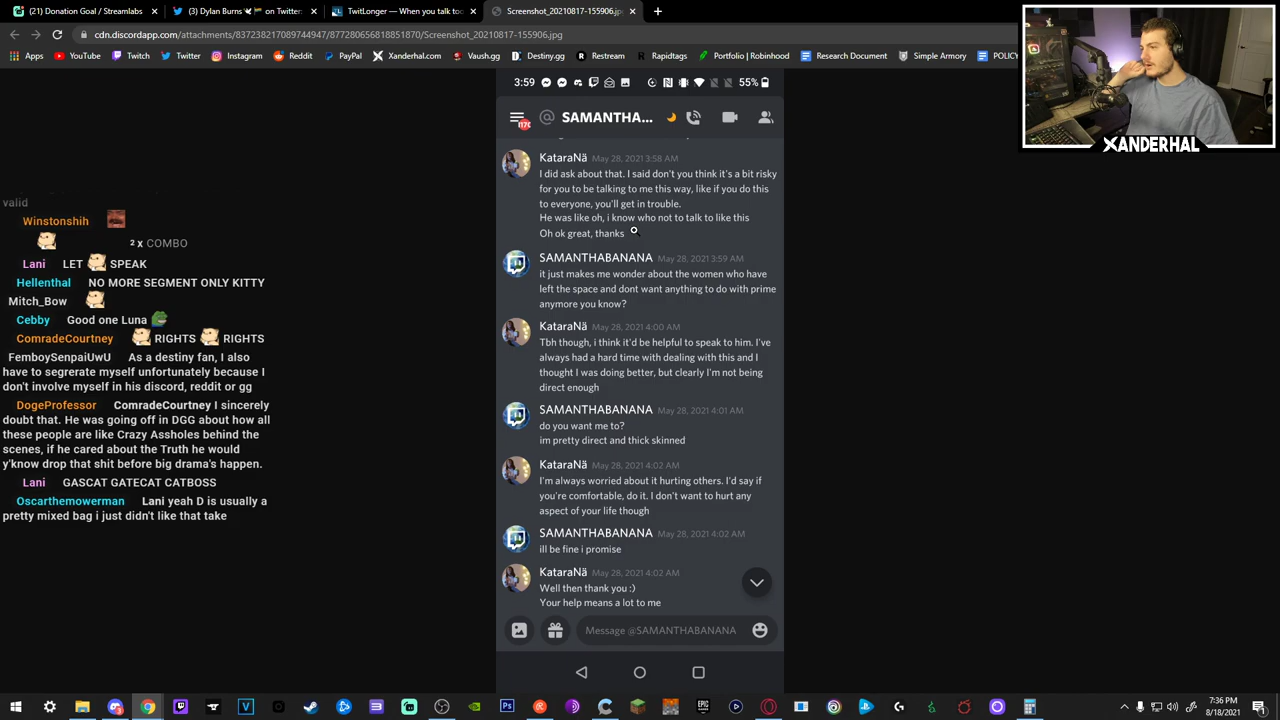 (21) Donation Goal / Streamlabs
(3) Dylan Burns on Twitter:
TwitLonger — When you talk too
Screenshot_20210817-155906.jpg
cdn.discordapp.com/attachments/837238217089744947/877280656818851870/Screenshot_20210817-155906.jpg
Apps YouTube Twitch Twitter Instagram Reddit PayPal Xanderhal.com Vaush.gg Destiny.gg Restream Rapidtags Portfolio | Robinhood Research Document Simple Armory POLICY
XANDERHAL
3:59
55%
@ SAMANTHA...
KataraNä May 28, 2021 3:58 AM
I did ask about that. I said don't you think it's a bit risky
for you to be talking to me this way, like if you do this
to everyone, you'll get in trouble.
He was like oh, i know who not to talk to like this
Oh ok great, thanks
SAMANTHABANANA May 28, 2021 3:59 AM
it just makes me wonder about the women who have
left the space and dont want anything to do with prime
anymore you know?
KataraNä May 28, 2021 4:00 AM
Tbh though, i think it'd be helpful to speak to him. I've
always had a hard time with dealing with this and I
thought I was doing better, but clearly I'm not being
direct enough
SAMANTHABANANA May 28, 2021 4:01 AM
do you want me to?
im pretty direct and thick skinned
KataraNä May 28, 2021 4:02 AM
I'm always worried about it hurting others. I'd say if
you're comfortable, do it. I don't want to hurt any
aspect of your life though
SAMANTHABANANA May 28, 2021 4:02 AM
ill be fine i promise
KataraNä May 28, 2021 4:02 AM
Well then thank you :)
Your help means a lot to me
Message @SAMANTHABANANA
valid
Winstonshih
2 x COMBO
Lani LET SPEAK
Hellenthal NO MORE SEGMENT ONLY KITTY
Mitch_Bow
Cebby Good one Luna
ComradeCourtney RIGHTS RIGHTS
FemboySenpaiUwU As a destiny fan, I also
have to segrerate myself unfortunately because I
don't involve myself in his discord, reddit or gg
DogeProfessor ComradeCourtney I sincerely
doubt that. He was going off in DGG about how all
these people are like Crazy Assholes behind the
scenes, if he cared about the Truth he would
y'know drop that shit before big drama's happen.
Lani GASCAT GATECAT CATBOSS
Oscarthemowerman Lani yeah D is usually a
pretty mixed bag i just didn't like that take
7:36 PM
8/18/2021